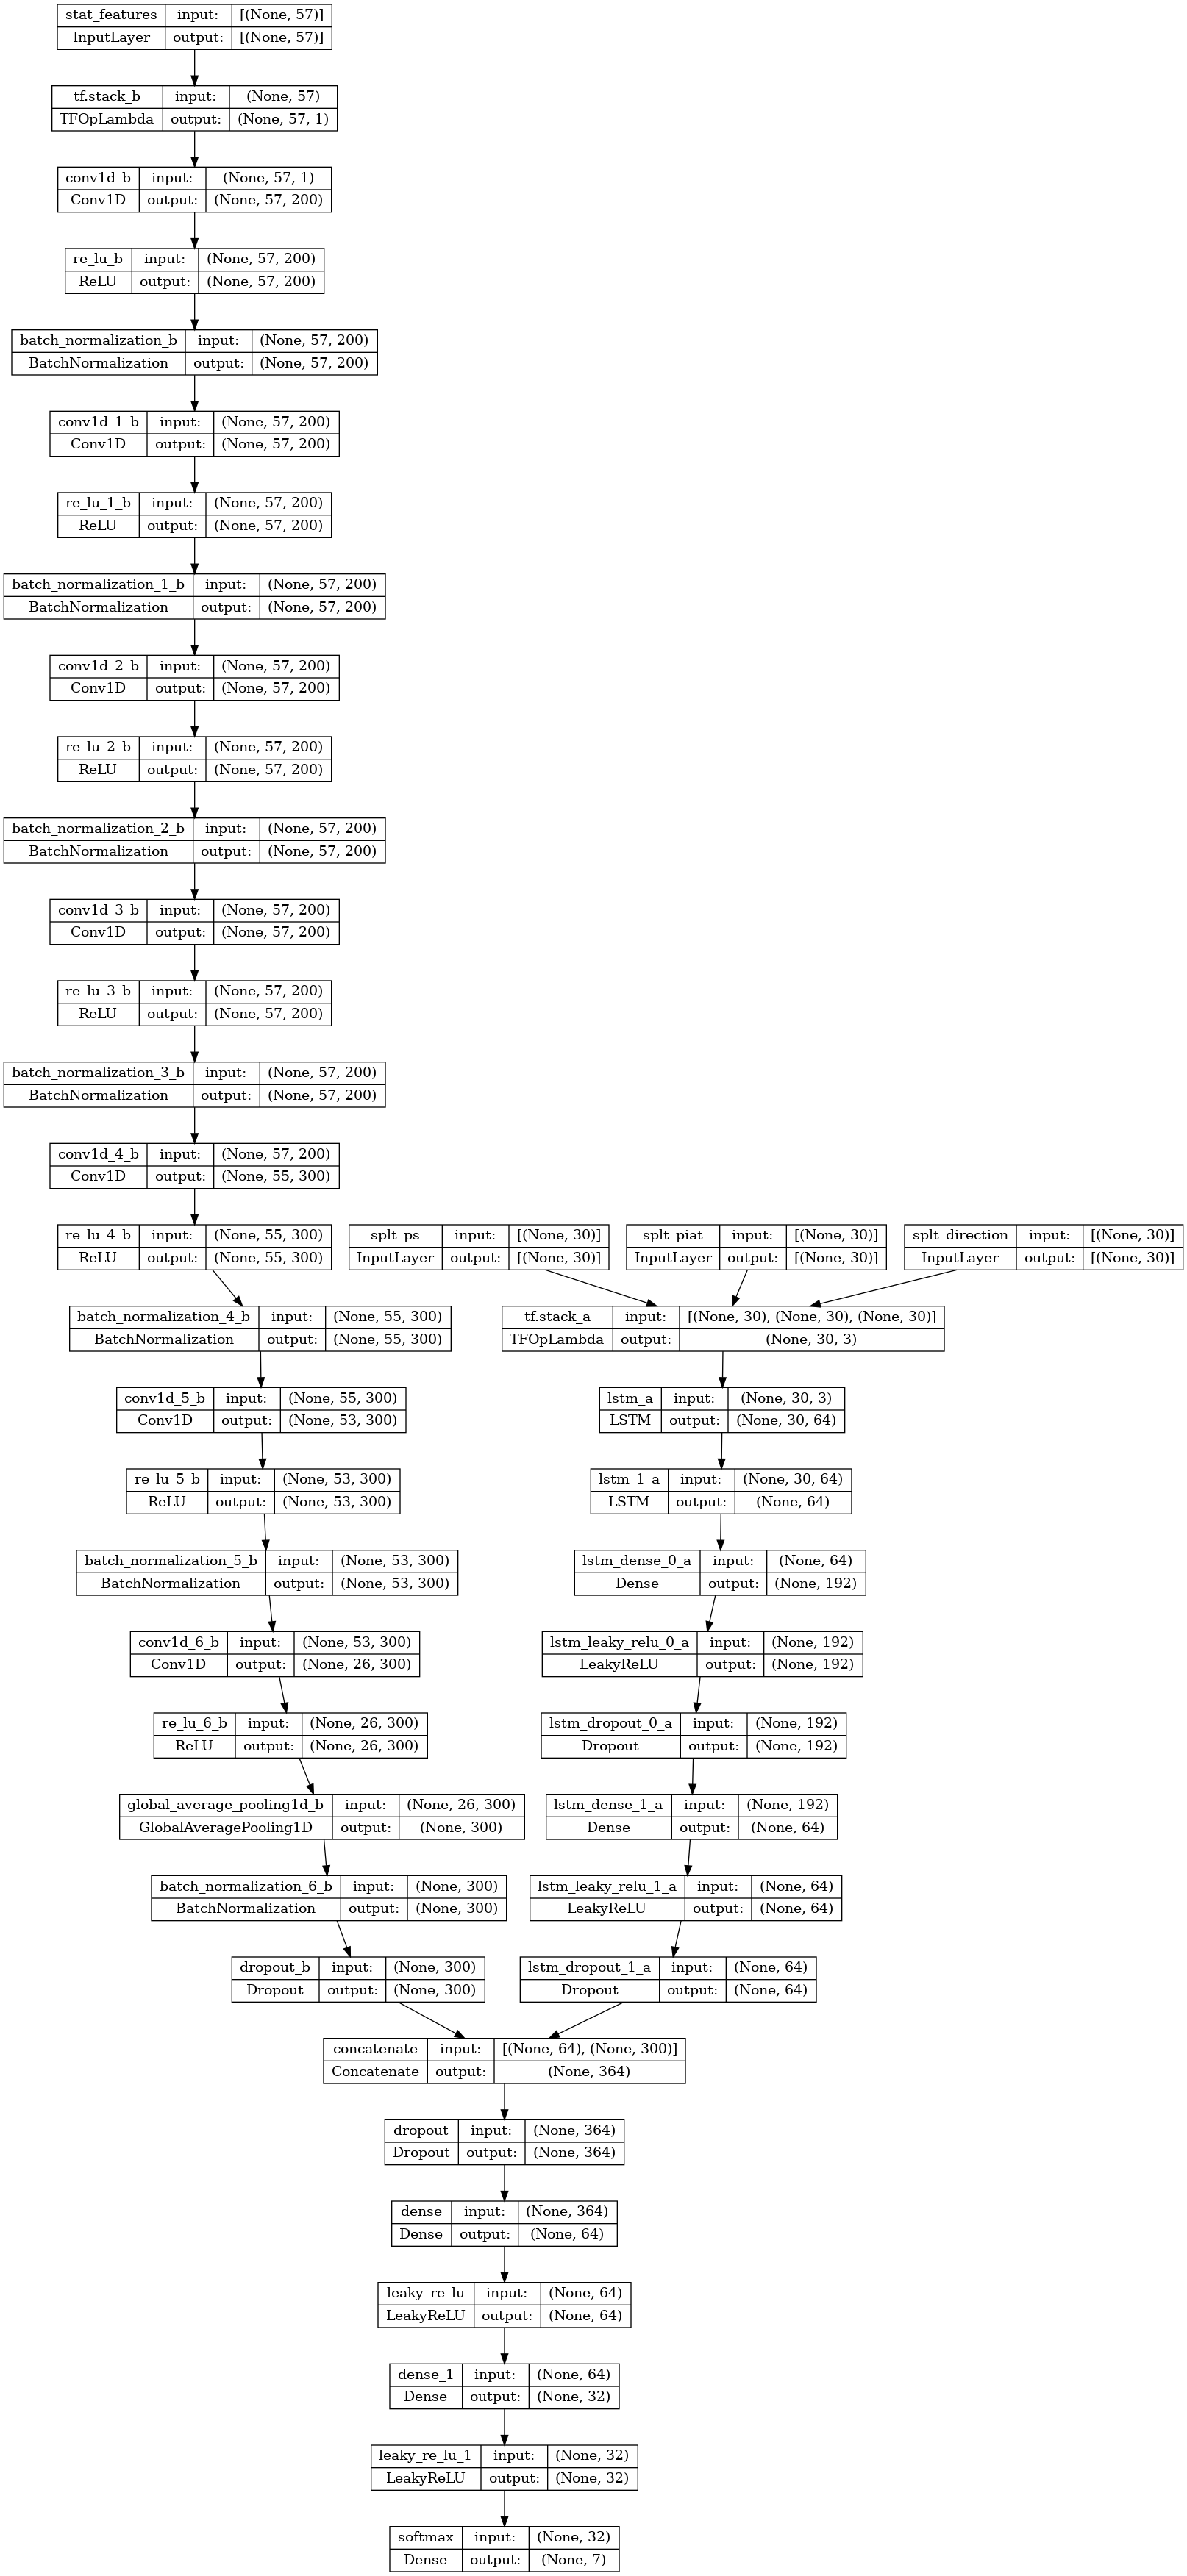 stat_features input: [(None, 57)]
InputLayer output: [(None, 57)]
tf.stack_b input: (None, 57)
TFOpLambda output: (None, 57, 1)
conv1d_b input: (None, 57, 1)
Conv1D output: (None, 57, 200)
re_lu_b input: (None, 57, 200)
ReLU output: (None, 57, 200)
batch_normalization_b input: (None, 57, 200)
BatchNormalization output: (None, 57, 200)
conv1d_1_b input: (None, 57, 200)
Conv1D output: (None, 57, 200)
re_lu_1_b input: (None, 57, 200)
ReLU output: (None, 57, 200)
batch_normalization_1_b input: (None, 57, 200)
BatchNormalization output: (None, 57, 200)
conv1d_2_b input: (None, 57, 200)
Conv1D output: (None, 57, 200)
re_lu_2_b input: (None, 57, 200)
ReLU output: (None, 57, 200)
batch_normalization_2_b input: (None, 57, 200)
BatchNormalization output: (None, 57, 200)
conv1d_3_b input: (None, 57, 200)
Conv1D output: (None, 57, 200)
re_lu_3_b input: (None, 57, 200)
ReLU output: (None, 57, 200)
batch_normalization_3_b input: (None, 57, 200)
BatchNormalization output: (None, 57, 200)
conv1d_4_b input: (None, 57, 200)
Conv1D output: (None, 55, 300)
re_lu_4_b input: (None, 55, 300)
ReLU output: (None, 55, 300)
splt_ps input: [(None, 30)]
InputLayer output: [(None, 30)]
splt_piat input: [(None, 30)]
InputLayer output: [(None, 30)]
splt_direction input: [(None, 30)]
InputLayer output: [(None, 30)]
batch_normalization_4_b input: (None, 55, 300)
BatchNormalization output: (None, 55, 300)
tf.stack_a input: [(None, 30), (None, 30), (None, 30)]
TFOpLambda output: (None, 30, 3)
conv1d_5_b input: (None, 55, 300)
Conv1D output: (None, 53, 300)
lstm_a input: (None, 30, 3)
LSTM output: (None, 30, 64)
re_lu_5_b input: (None, 53, 300)
ReLU output: (None, 53, 300)
lstm_1_a input: (None, 30, 64)
LSTM output: (None, 64)
batch_normalization_5_b input: (None, 53, 300)
BatchNormalization output: (None, 53, 300)
lstm_dense_0_a input: (None, 64)
Dense output: (None, 192)
conv1d_6_b input: (None, 53, 300)
Conv1D output: (None, 26, 300)
lstm_leaky_relu_0_a input: (None, 192)
LeakyReLU output: (None, 192)
re_lu_6_b input: (None, 26, 300)
ReLU output: (None, 26, 300)
lstm_dropout_0_a input: (None, 192)
Dropout output: (None, 192)
global_average_pooling1d_b input: (None, 26, 300)
GlobalAveragePooling1D output: (None, 300)
lstm_dense_1_a input: (None, 192)
Dense output: (None, 64)
batch_normalization_6_b input: (None, 300)
BatchNormalization output: (None, 300)
lstm_leaky_relu_1_a input: (None, 64)
LeakyReLU output: (None, 64)
dropout_b input: (None, 300)
Dropout output: (None, 300)
lstm_dropout_1_a input: (None, 64)
Dropout output: (None, 64)
concatenate input: [(None, 64), (None, 300)]
Concatenate output: (None, 364)
dropout input: (None, 364)
Dropout output: (None, 364)
dense input: (None, 364)
Dense output: (None, 64)
leaky_re_lu input: (None, 64)
LeakyReLU output: (None, 64)
dense_1 input: (None, 64)
Dense output: (None, 32)
leaky_re_lu_1 input: (None, 32)
LeakyReLU output: (None, 32)
softmax input: (None, 32)
Dense output: (None, 7)